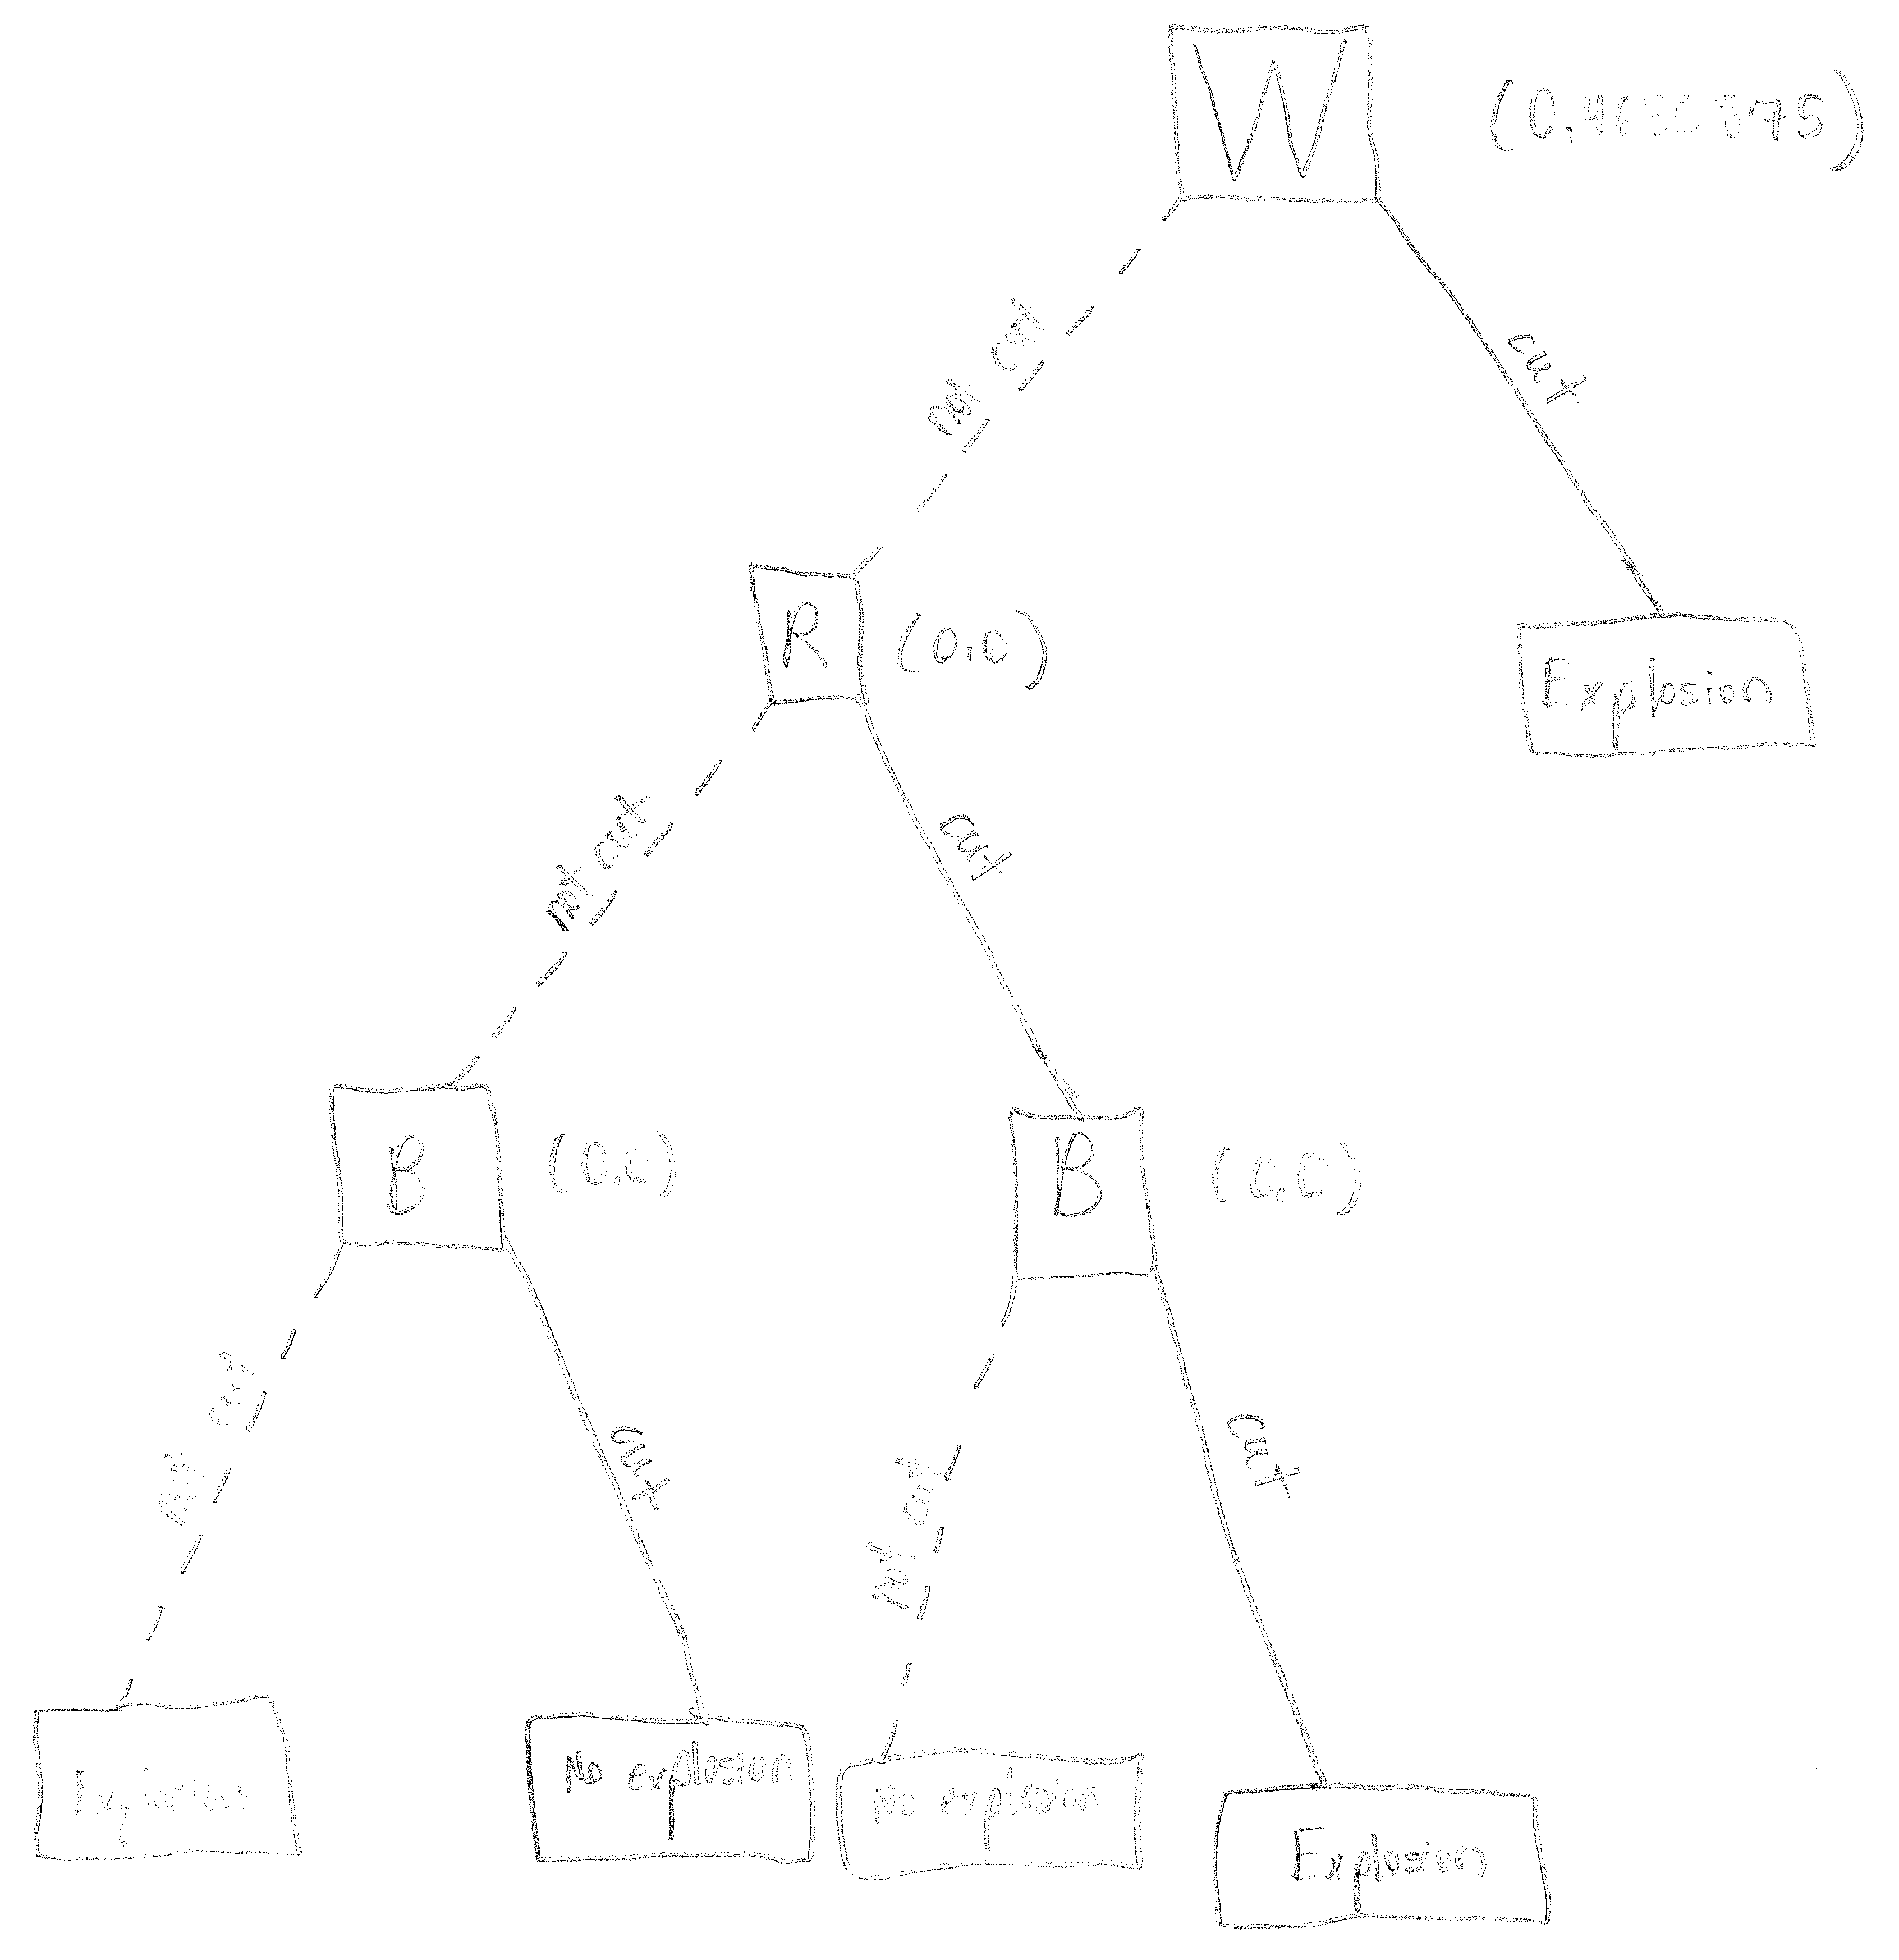 W
(0.4635875)
not cut
cut
R
(0.0)
Explosion
not cut
cut
B
(0.0)
B
(0.0)
not cut
cut
not cut
cut
Explosion
No explosion
No explosion
Explosion